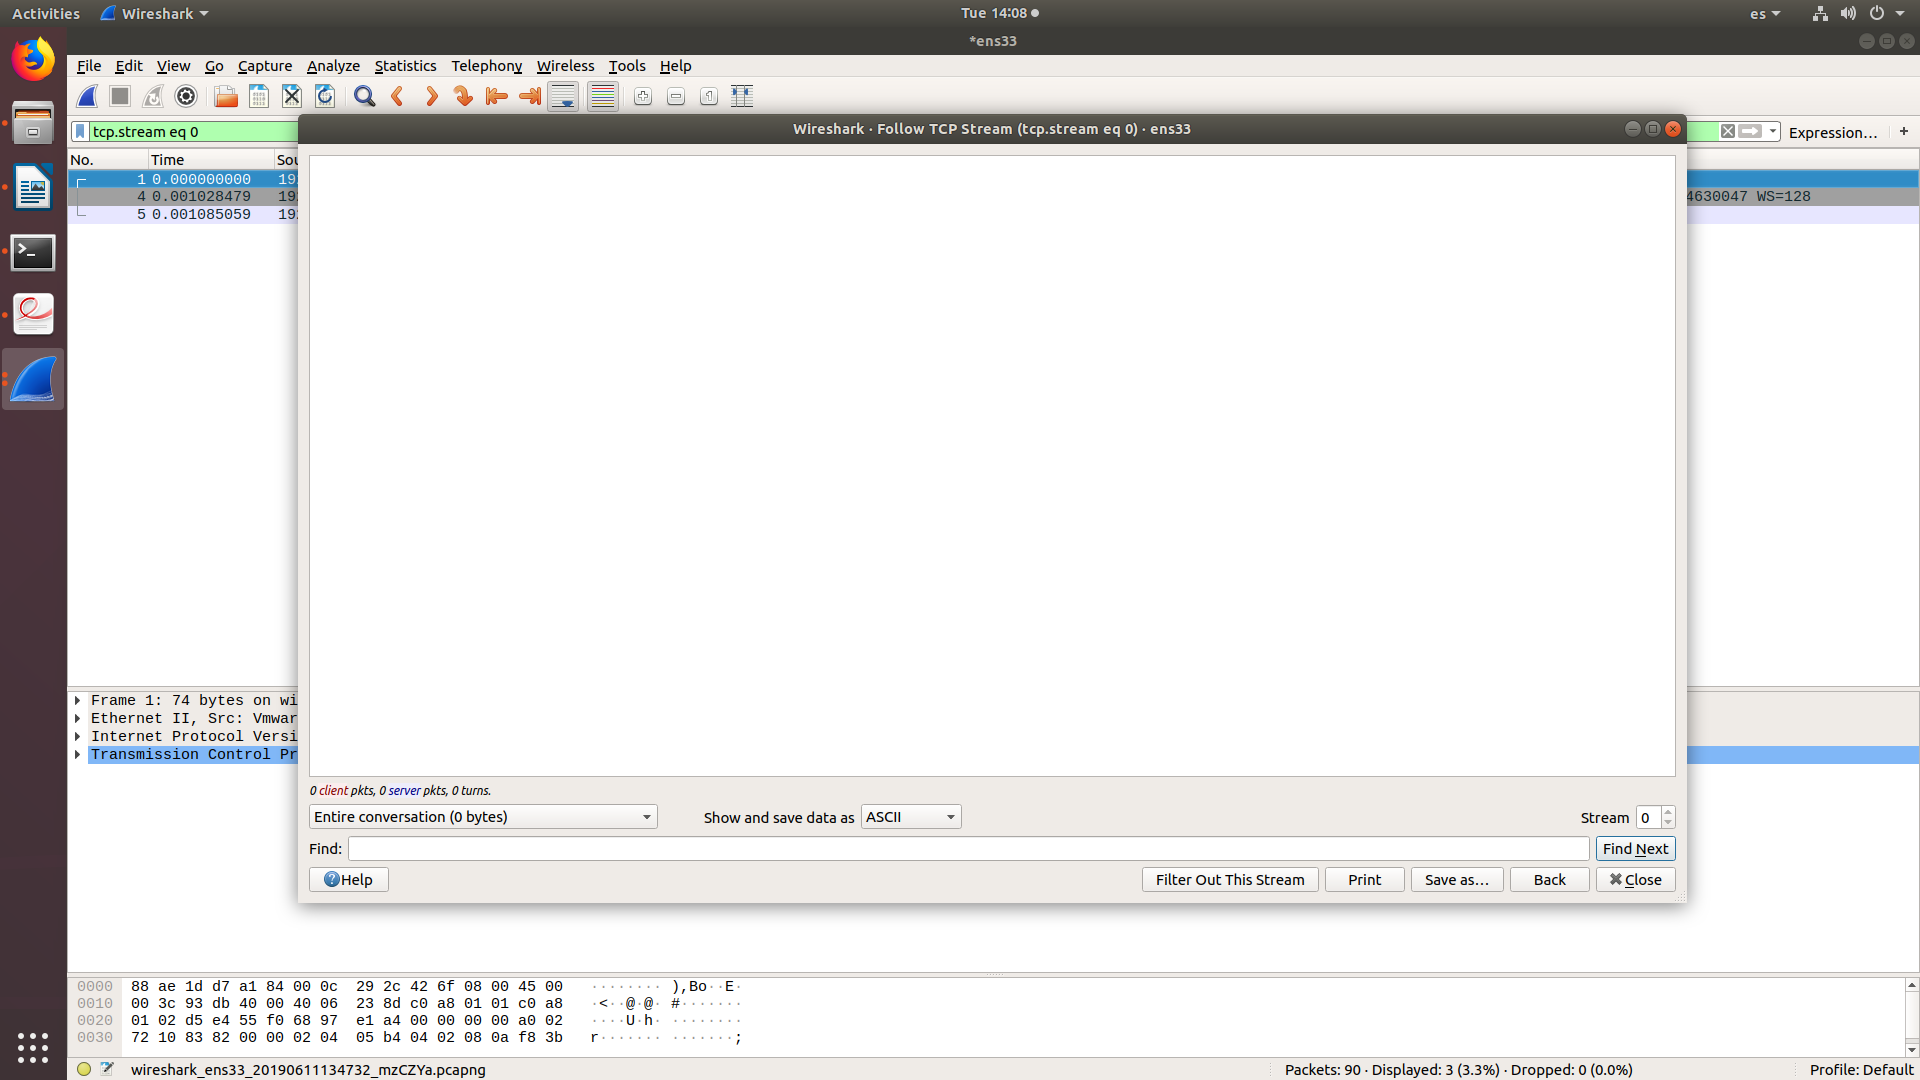 Activities Wireshark Tue 14:08 es
*ens33
File Edit View Go Capture Analyze Statistics Telephony Wireless Tools Help
tcp.stream eq 0 Expression… +
Wireshark · Follow TCP Stream (tcp.stream eq 0) · ens33
No. Time Sou
1 0.000000000 19
4 0.001028479 19 4630047 WS=128
5 0.001085059 19
Frame 1: 74 bytes on wi
Ethernet II, Src: Vmwar
Internet Protocol Versi
Transmission Control Pr
0 client pkts, 0 server pkts, 0 turns.
Entire conversation (0 bytes) Show and save data as ASCII Stream 0
Find: Find Next
Help Filter Out This Stream Print Save as… Back Close
0000 88 ae 1d d7 a1 84 00 0c 29 2c 42 6f 08 00 45 00 ········ ),Bo··E·
0010 00 3c 93 db 40 00 40 06 23 8d c0 a8 01 01 c0 a8 ·<··@·@· #·······
0020 01 02 d5 e4 55 f0 68 97 e1 a4 00 00 00 00 a0 02 ····U·h· ········
0030 72 10 83 82 00 00 02 04 05 b4 04 02 08 0a f8 3b r······· ·······;
wireshark_ens33_20190611134732_mzCZYa.pcapng Packets: 90 · Displayed: 3 (3.3%) · Dropped: 0 (0.0%) Profile: Default